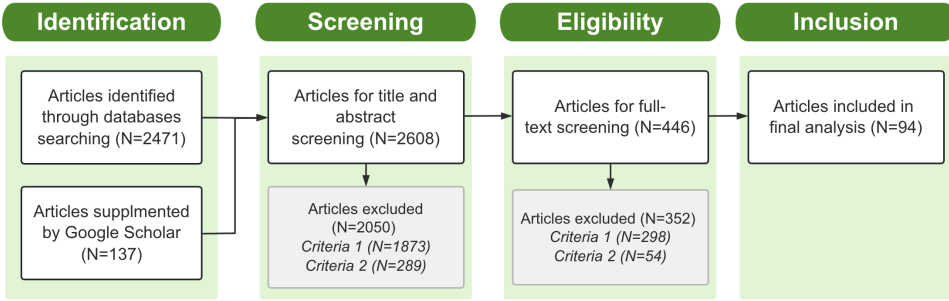 Identification
Screening
Eligibility
Inclusion
Articles identified
through databases
searching (N=2471)
Articles supplmented
by Google Scholar
(N=137)
Articles for title and
abstract
screening (N=2608)
Articles excluded
(N=2050)
Criteria 1 (N=1873)
Criteria 2 (N=289)
Articles for full-
text screening (N=446)
Articles excluded (N=352)
Criteria 1 (N=298)
Criteria 2 (N=54)
Articles included in
final analysis (N=94)